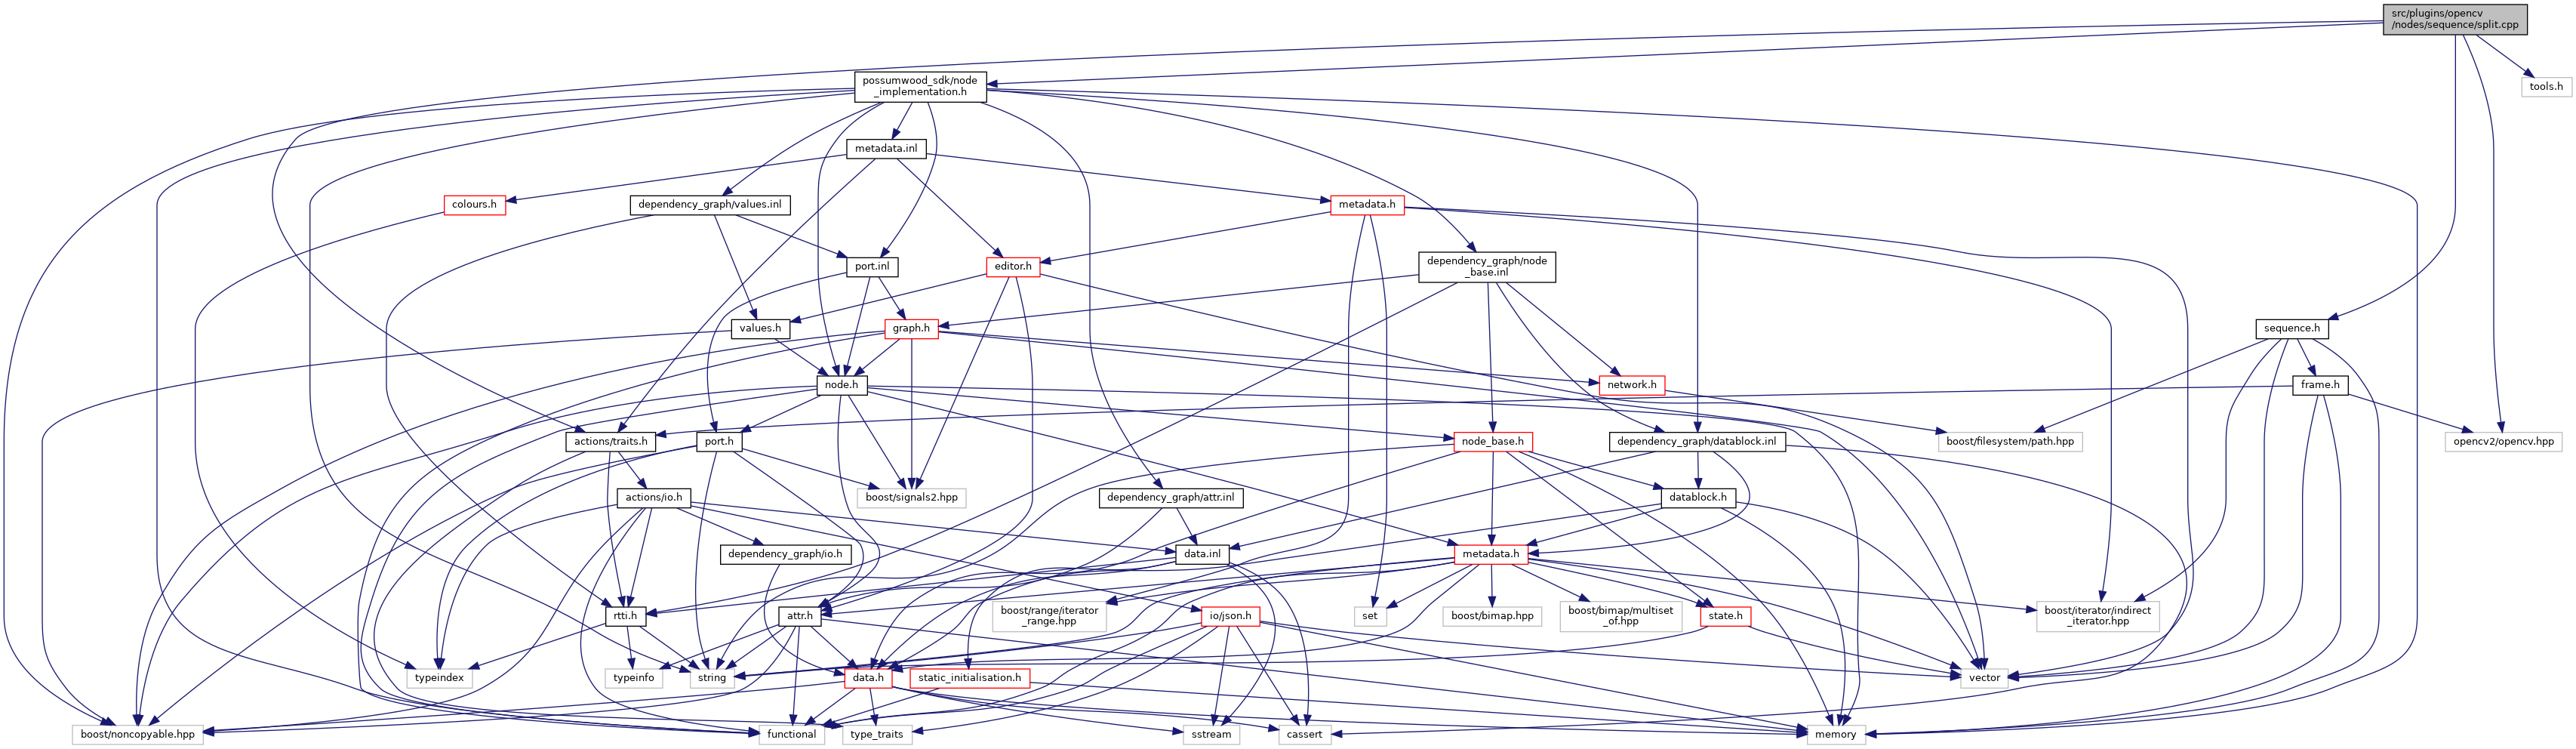 src/plugins/opencv
/nodes/sequence/split.cpp
possumwood_sdk/node
_implementation.h
tools.h
metadata.inl
colours.h
dependency_graph/values.inl
metadata.h
port.inl
editor.h
dependency_graph/node
_base.inl
values.h
graph.h
sequence.h
node.h
network.h
frame.h
actions/traits.h
port.h
node_base.h
dependency_graph/datablock.inl
boost/filesystem/path.hpp
opencv2/opencv.hpp
actions/io.h
boost/signals2.hpp
dependency_graph/attr.inl
datablock.h
dependency_graph/io.h
data.inl
metadata.h
rtti.h
attr.h
boost/range/iterator
_range.hpp
io/json.h
set
boost/bimap.hpp
boost/bimap/multiset
_of.hpp
state.h
boost/iterator/indirect
_iterator.hpp
typeindex
typeinfo
string
data.h
static_initialisation.h
vector
boost/noncopyable.hpp
functional
type_traits
sstream
cassert
memory